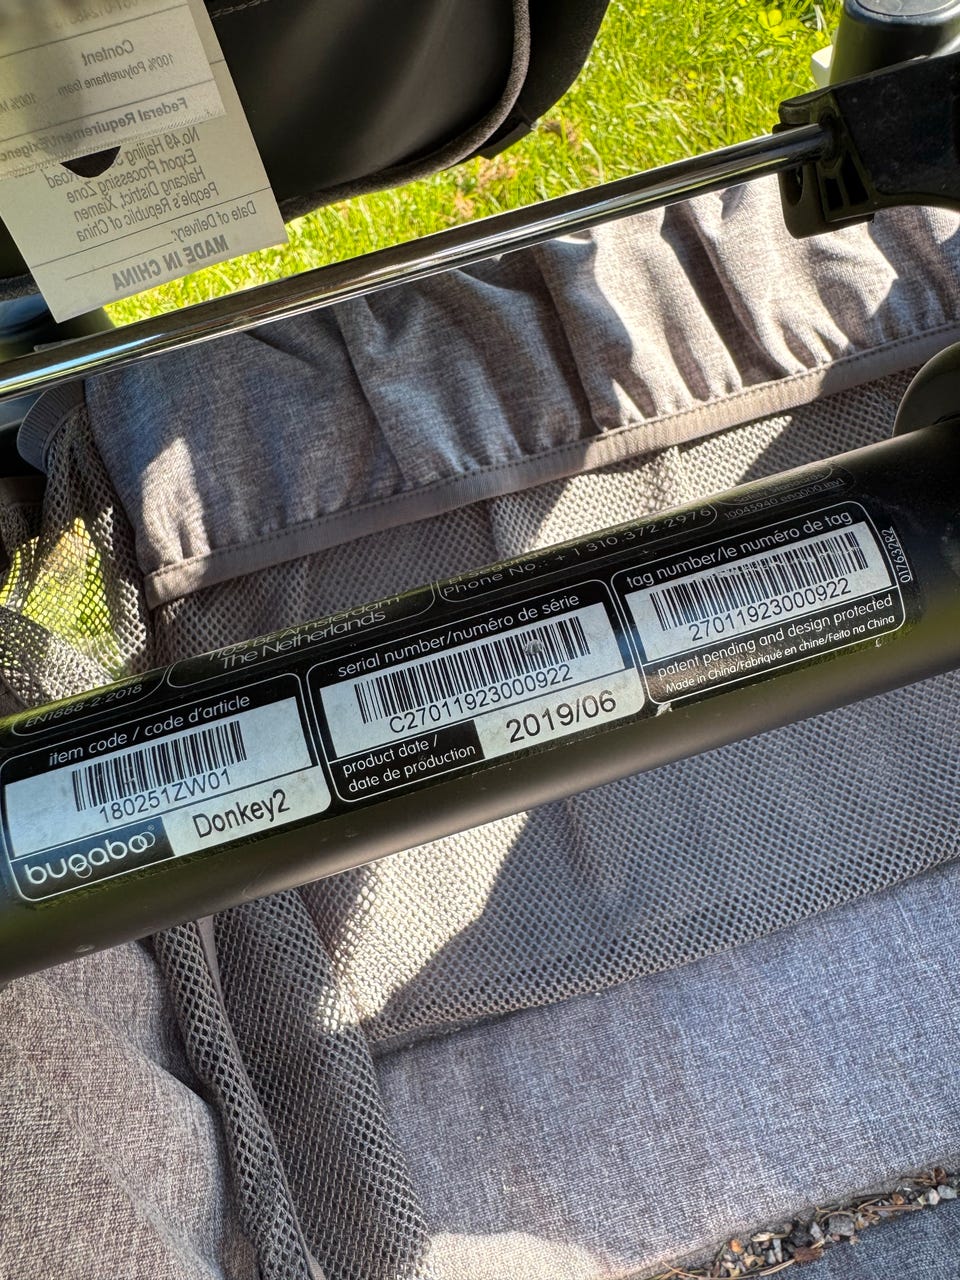 Content
100% Polyurethane foam
Federal Requirement/Exigence
No.49 Haijing
Export Processing Zone
Haicang District, Xiamen
People's Republic of China
Date of Delivery:
MADE IN CHINA
EN1888-2:2018
1105 BE Amsterdam
The Netherlands
Phone No.: +1 310.372.2976
item code / code d'article
180251ZW01
bugaboo®
Donkey2
serial number/numéro de série
C27011923000922
product date /
date de production
2019/06
tag number/le numéro de tag
27011923000922
patent pending and design protected
Made in China/Fabriqué en chine/Feito na China